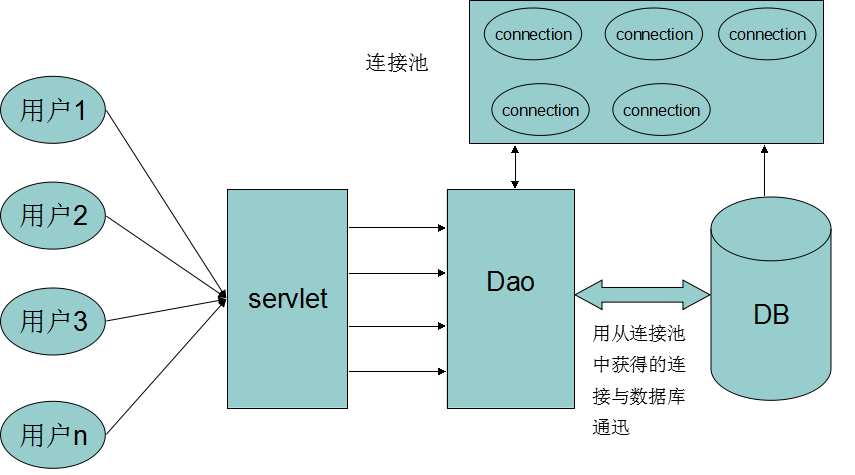 connection
connection
connection
连接池
connection
connection
用户1
用户2
用户3
用户n
servlet
Dao
DB
用从连接池
中获得的连
接与数据库
通迅